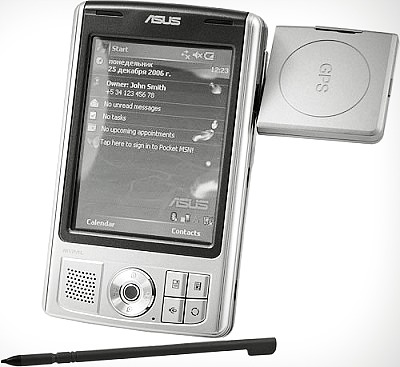 ASUS
Start
понедельник
25 декабря 2006 г.
12:23
Owner: John Smith
+5 34 123 456 78
No unread messages
No tasks
No upcoming appointments
Tap here to sign in to Pocket MSN!
ASUS
Calendar
Contacts
GPS